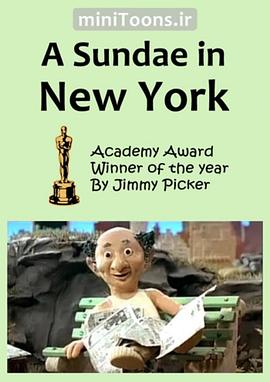 miniToons.ir
A Sundae in
New York
Academy Award
Winner of the year
By Jimmy Picker